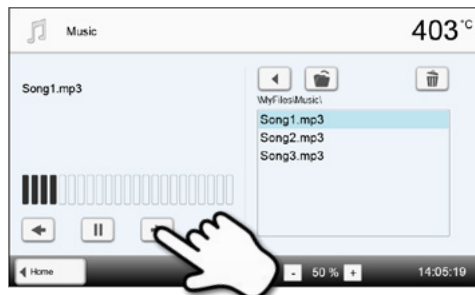 Music
403 °C
Song1.mp3
\MyFiles\Music\
Song1.mp3
Song2.mp3
Song3.mp3
Home
- 50 % +
14:05:19